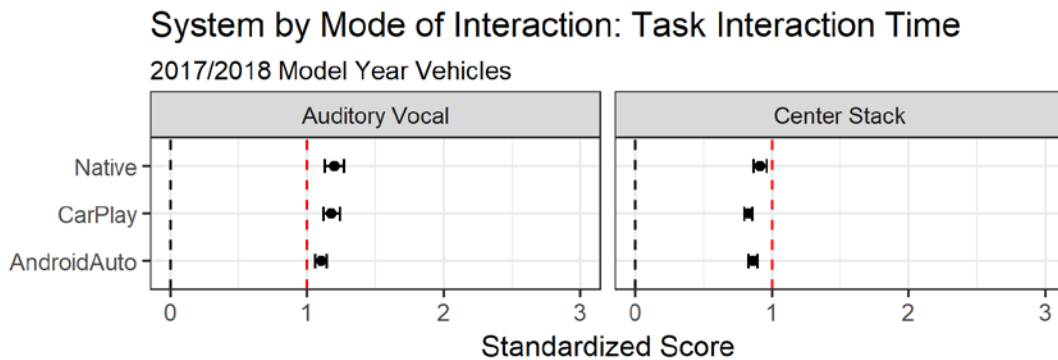 System by Mode of Interaction: Task Interaction Time
2017/2018 Model Year Vehicles
Auditory Vocal
Center Stack
Native
CarPlay
AndroidAuto
0 1 2 3 0 1 2 3
Standardized Score